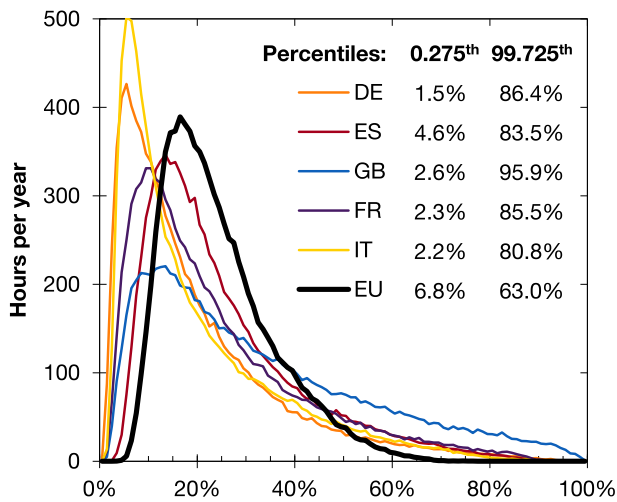 500
400
300
200
100
0
Hours per year
Percentiles: 0.275th 99.725th
DE 1.5% 86.4%
ES 4.6% 83.5%
GB 2.6% 95.9%
FR 2.3% 85.5%
IT 2.2% 80.8%
EU 6.8% 63.0%
0% 20% 40% 60% 80% 100%